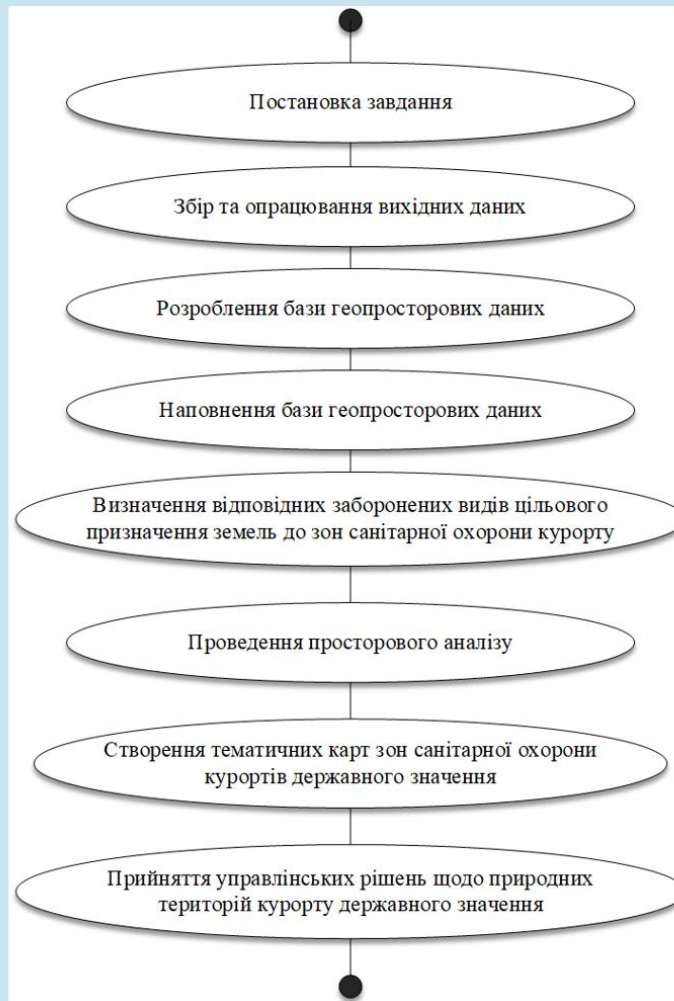 Постановка завдання
Збір та опрацювання вихідних даних
Розроблення бази геопросторових даних
Наповнення бази геопросторових даних
Визначення відповідних заборонених видів цільового
призначення земель до зон санітарної охорони курорту
Проведення просторового аналізу
Створення тематичних карт зон санітарної охорони
курортів державного значення
Прийняття управлінських рішень щодо природних
територій курорту державного значення